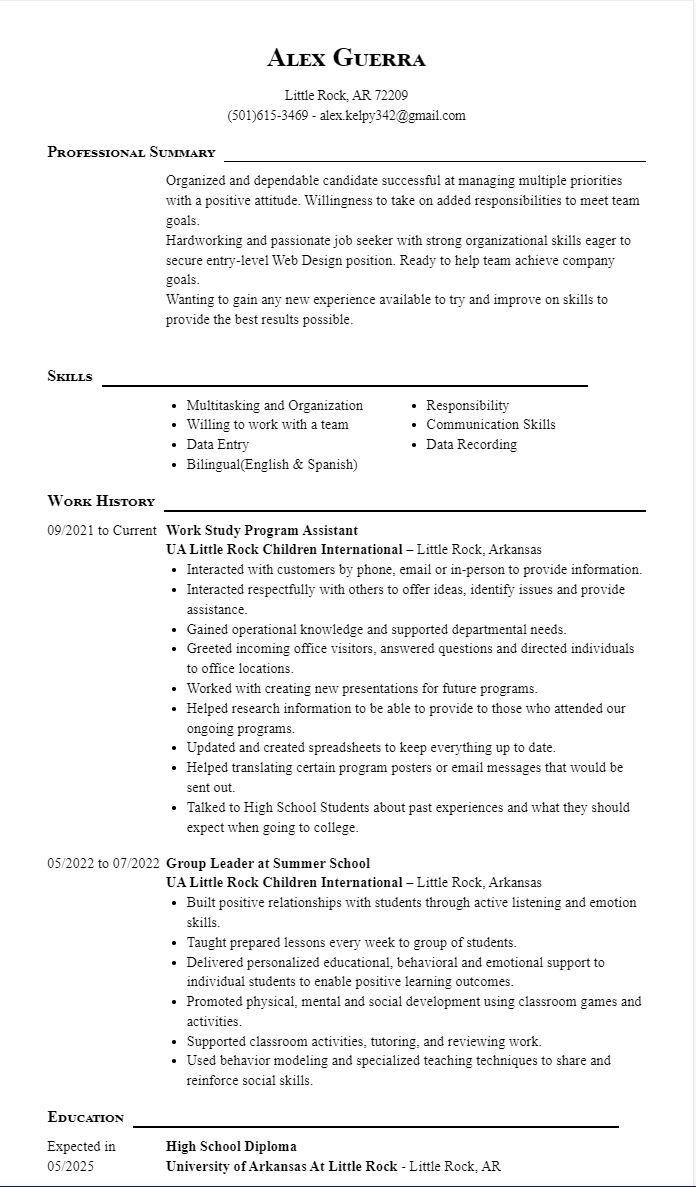 Alex Guerra
Little Rock, AR 72209
(501)615-3469 - alex.kelpy342@gmail.com
Professional Summary
Organized and dependable candidate successful at managing multiple priorities
with a positive attitude. Willingness to take on added responsibilities to meet team
goals.
Hardworking and passionate job seeker with strong organizational skills eager to
secure entry-level Web Design position. Ready to help team achieve company
goals.
Wanting to gain any new experience available to try and improve on skills to
provide the best results possible.
Skills
• Multitasking and Organization
• Willing to work with a team
• Data Entry
• Bilingual(English & Spanish)
• Responsibility
• Communication Skills
• Data Recording
Work History
09/2021 to Current Work Study Program Assistant
UA Little Rock Children International – Little Rock, Arkansas
• Interacted with customers by phone, email or in-person to provide information.
• Interacted respectfully with others to offer ideas, identify issues and provide
assistance.
• Gained operational knowledge and supported departmental needs.
• Greeted incoming office visitors, answered questions and directed individuals
to office locations.
• Worked with creating new presentations for future programs.
• Helped research information to be able to provide to those who attended our
ongoing programs.
• Updated and created spreadsheets to keep everything up to date.
• Helped translating certain program posters or email messages that would be
sent out.
• Talked to High School Students about past experiences and what they should
expect when going to college.
05/2022 to 07/2022 Group Leader at Summer School
UA Little Rock Children International – Little Rock, Arkansas
• Built positive relationships with students through active listening and emotion
skills.
• Taught prepared lessons every week to group of students.
• Delivered personalized educational, behavioral and emotional support to
individual students to enable positive learning outcomes.
• Promoted physical, mental and social development using classroom games and
activities.
• Supported classroom activities, tutoring, and reviewing work.
• Used behavior modeling and specialized teaching techniques to share and
reinforce social skills.
Education
Expected in
05/2025
High School Diploma
University of Arkansas At Little Rock - Little Rock, AR